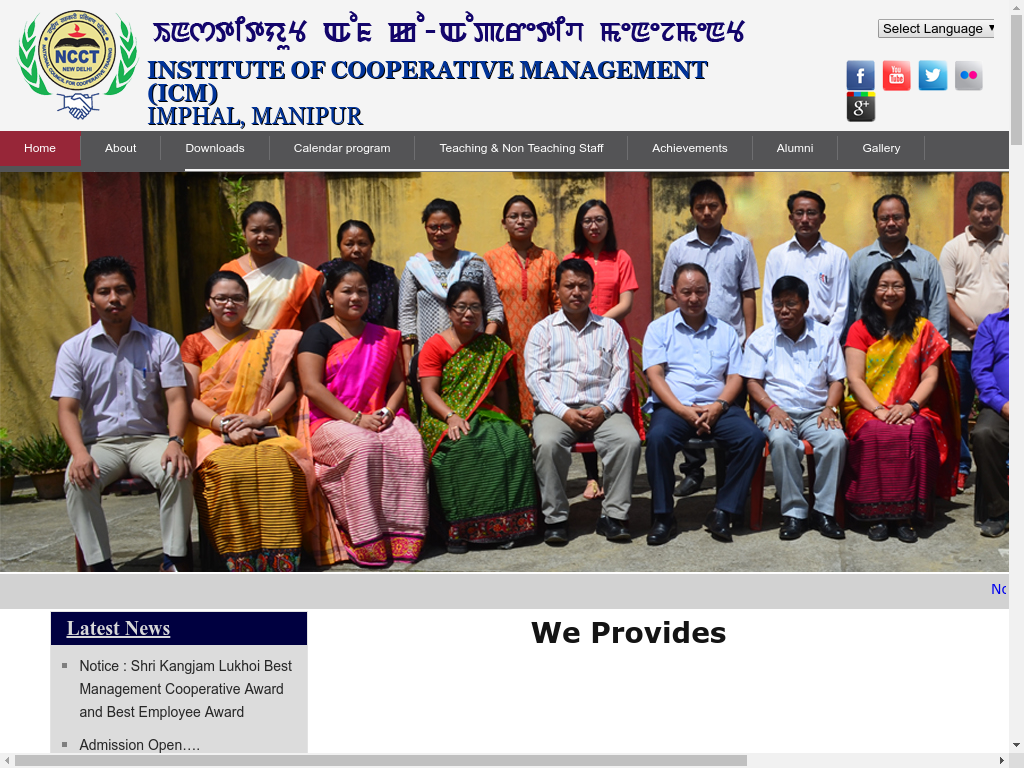 NCCT
NEW DELHI
NATIONAL COUNCIL FOR COOPERATIVE TRAINING
INSTITUTE OF COOPERATIVE MANAGEMENT
(ICM)
IMPHAL, MANIPUR
Select Language
Home About Downloads Calendar program Teaching & Non Teaching Staff Achievements Alumni Gallery
Latest News
We Provides
Notice : Shri Kangjam Lukhoi Best
Management Cooperative Award
and Best Employee Award
Admission Open….